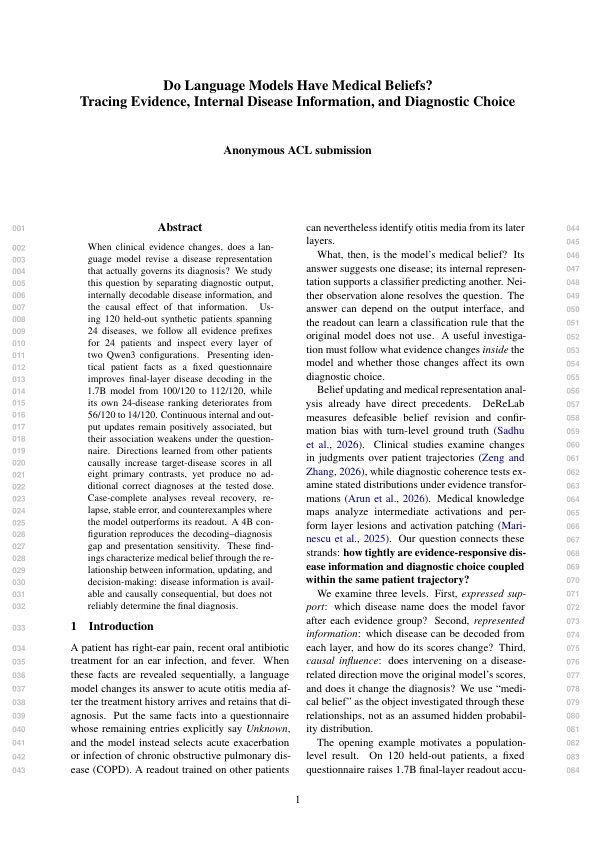 Do Language Models Have Medical Beliefs?
Tracing Evidence, Internal Disease Information, and Diagnostic Choice
Anonymous ACL submission
001 Abstract
002 When clinical evidence changes, does a lan-
003 guage model revise a disease representation
004 that actually governs its diagnosis? We study
005 this question by separating diagnostic output,
006 internally decodable disease information, and
007 the causal effect of that information. Us-
008 ing 120 held-out synthetic patients spanning
009 24 diseases, we follow all evidence prefixes
010 for 24 patients and inspect every layer of
011 two Qwen3 configurations. Presenting iden-
012 tical patient facts as a fixed questionnaire
013 improves final-layer disease decoding in the
014 1.7B model from 100/120 to 112/120, while
015 its own 24-disease ranking deteriorates from
016 56/120 to 14/120. Continuous internal and out-
017 put updates remain positively associated, but
018 their association weakens under the question-
019 naire. Directions learned from other patients
020 causally increase target-disease scores in all
021 eight primary contrasts, yet produce no ad-
022 ditional correct diagnoses at the tested dose.
023 Case-complete analyses reveal recovery, re-
024 lapse, stable error, and counterexamples where
025 the model outperforms its readout. A 4B con-
026 figuration reproduces the decoding–diagnosis
027 gap and presentation sensitivity. These find-
028 ings characterize medical belief through the re-
029 lationship between information, updating, and
030 decision-making: disease information is avail-
031 able and causally consequential, but does not
032 reliably determine the final diagnosis.
033 1 Introduction
034 A patient has right-ear pain, recent oral antibiotic
035 treatment for an ear infection, and fever. When
036 these facts are revealed sequentially, a language
037 model changes its answer to acute otitis media af-
038 ter the treatment history arrives and retains that di-
039 agnosis. Put the same facts into a questionnaire
040 whose remaining entries explicitly say Unknown,
041 and the model instead selects acute exacerbation
042 or infection of chronic obstructive pulmonary dis-
043 ease (COPD). A readout trained on other patients
can nevertheless identify otitis media from its later 044
layers. 045
What, then, is the model's medical belief? Its 046
answer suggests one disease; its internal represen- 047
tation supports a classifier predicting another. Nei- 048
ther observation alone resolves the question. The 049
answer can depend on the output interface, and 050
the readout can learn a classification rule that the 051
original model does not use. A useful investiga- 052
tion must follow what evidence changes inside the 053
model and whether those changes affect its own 054
diagnostic choice. 055
Belief updating and medical representation anal- 056
ysis already have direct precedents. DeReLab 057
measures defeasible belief revision and confir- 058
mation bias with turn-level ground truth (Sadhu 059
et al., 2026). Clinical studies examine changes 060
in judgments over patient trajectories (Zeng and 061
Zhang, 2026), while diagnostic coherence tests ex- 062
amine stated distributions under evidence transfor- 063
mations (Arun et al., 2026). Medical knowledge 064
maps analyze intermediate activations and per- 065
form layer lesions and activation patching (Mari- 066
nescu et al., 2025). Our question connects these 067
strands: how tightly are evidence-responsive dis- 068
ease information and diagnostic choice coupled 069
within the same patient trajectory? 070
We examine three levels. First, expressed sup- 071
port: which disease name does the model favor 072
after each evidence group? Second, represented 073
information: which disease can be decoded from 074
each layer, and how do its scores change? Third, 075
causal influence: does intervening on a disease- 076
related direction move the original model's scores, 077
and does it change the diagnosis? We use “medi- 078
cal belief” as the object investigated through these 079
relationships, not as an assumed hidden probabil- 080
ity distribution. 081
The opening example motivates a population- 082
level result. On 120 held-out patients, a fixed 083
questionnaire raises 1.7B final-layer readout accu- 084
1